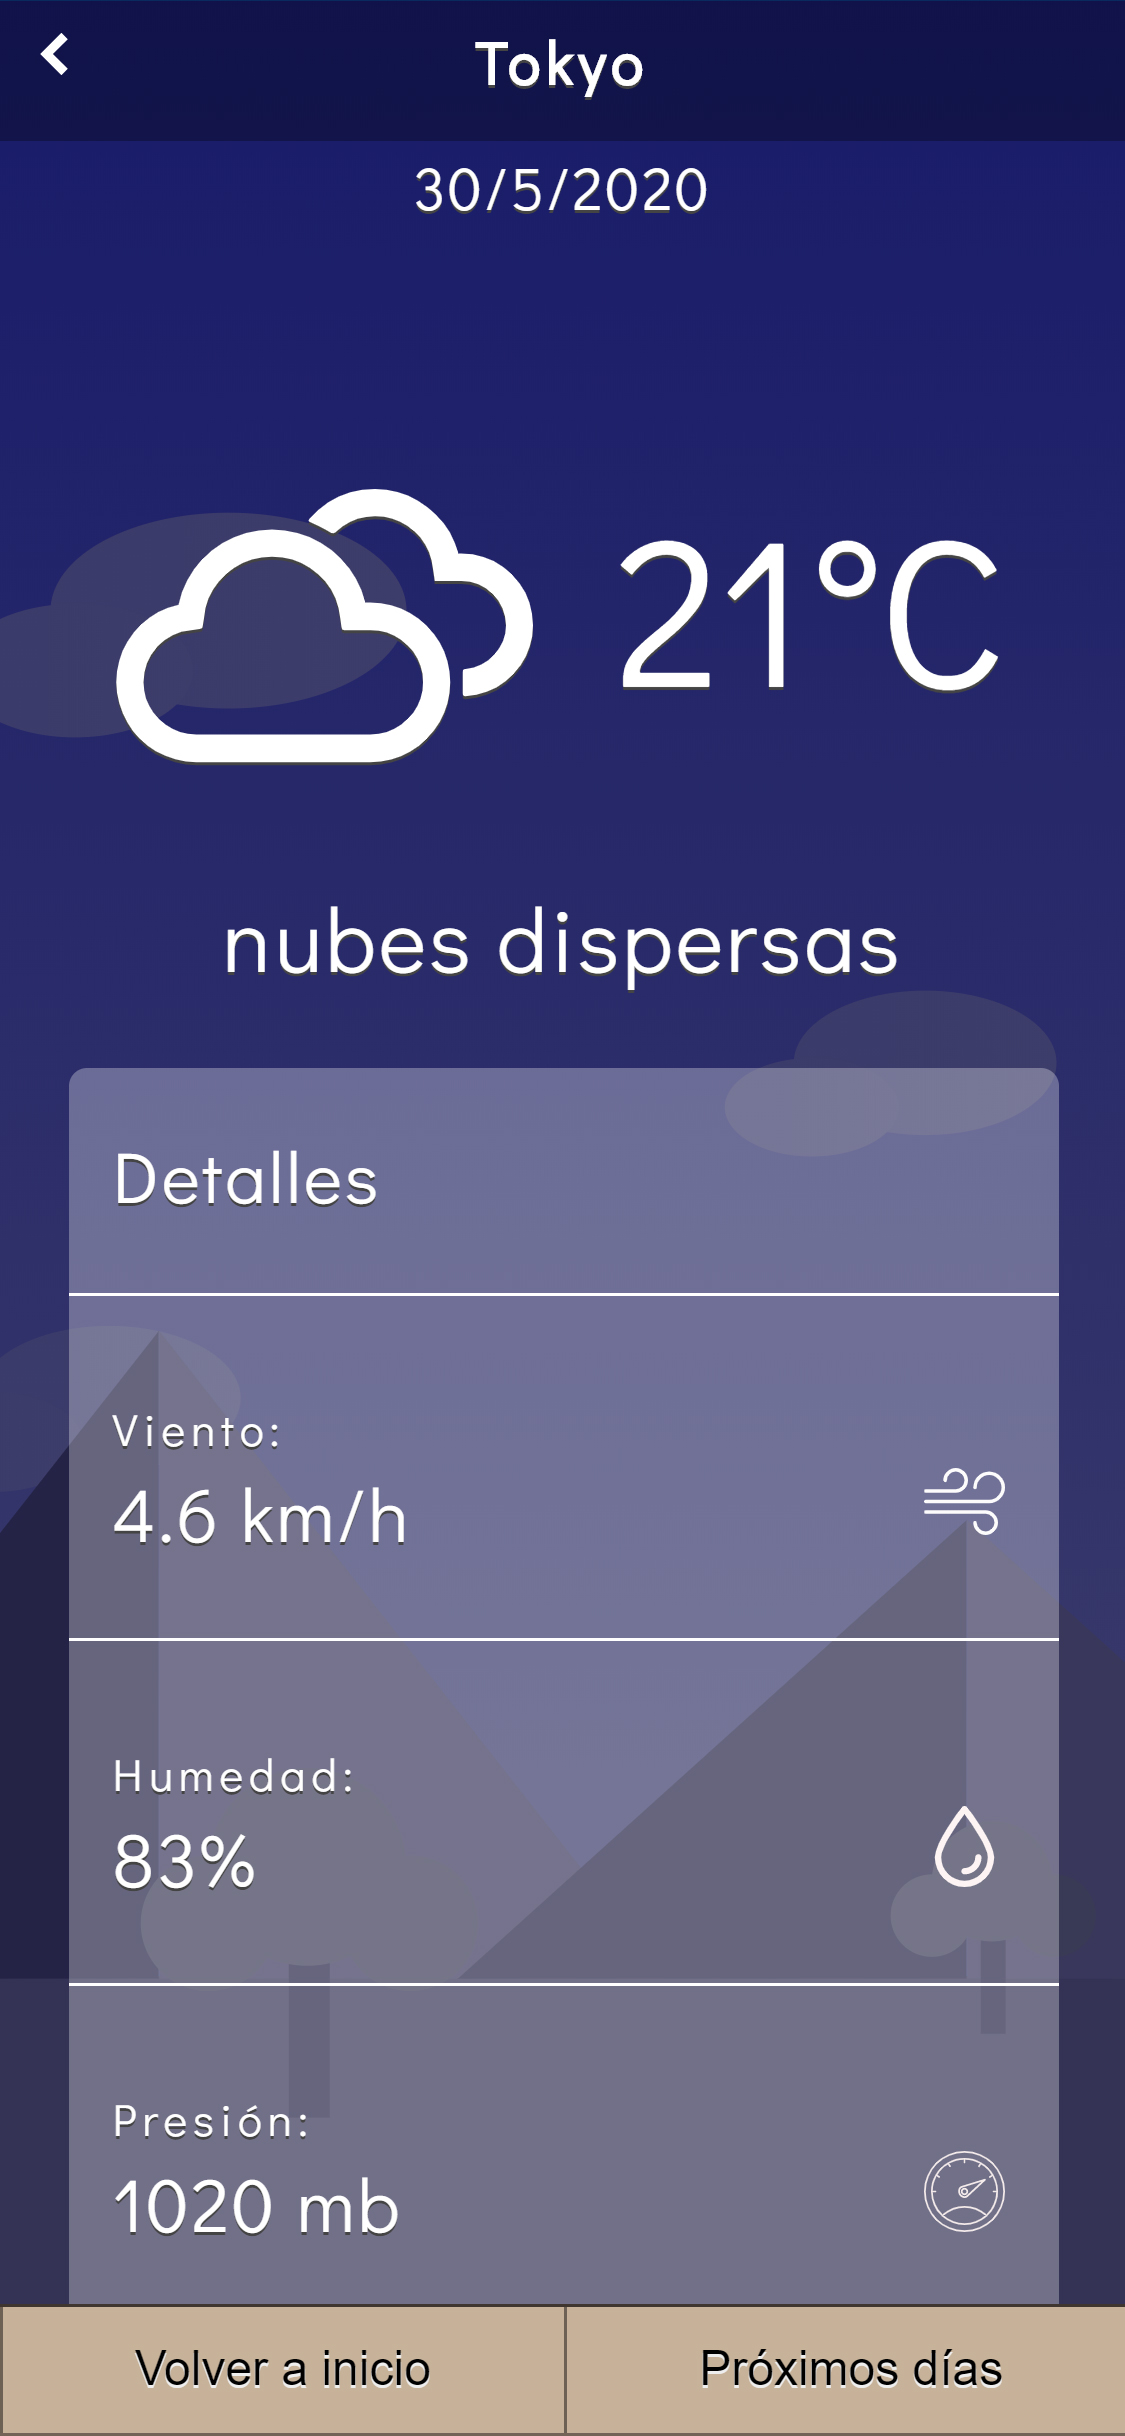 Tokyo
30/5/2020
21°C
nubes dispersas
Detalles
Viento:
4.6 km/h
Humedad:
83%
Presión:
1020 mb
Volver a inicio
Próximos días